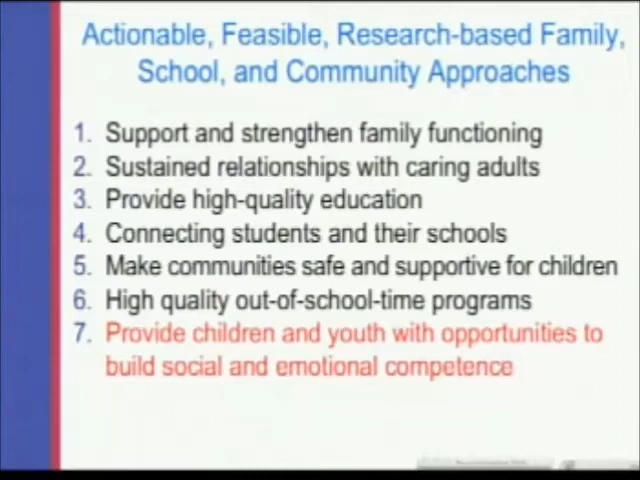 Actionable, Feasible, Research-based Family,
School, and Community Approaches
1. Support and strengthen family functioning
2. Sustained relationships with caring adults
3. Provide high-quality education
4. Connecting students and their schools
5. Make communities safe and supportive for children
6. High quality out-of-school-time programs
7. Provide children and youth with opportunities to
build social and emotional competence